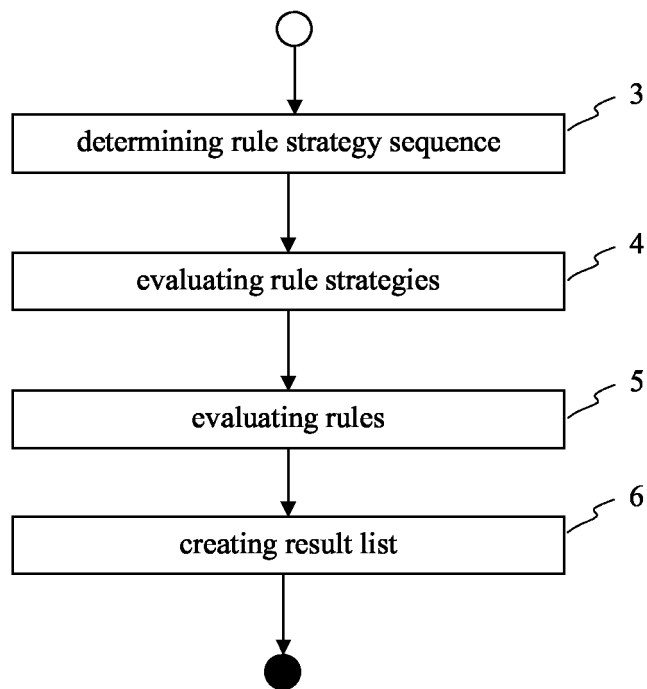 3
determining rule strategy sequence
4
evaluating rule strategies
5
evaluating rules
6
creating result list